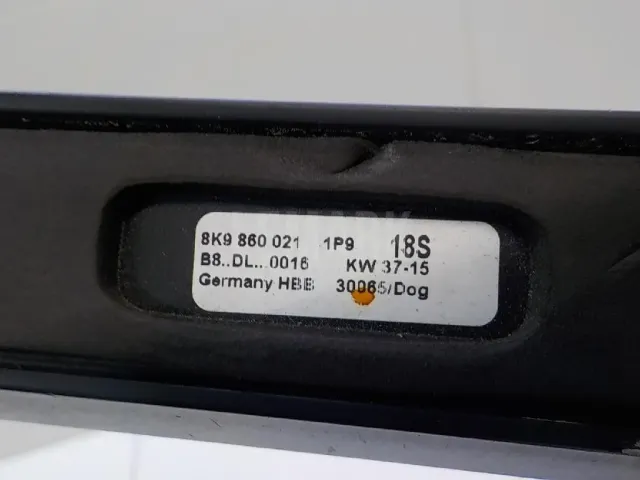 8K9 860 021 1P9 18S
B8..DL...0016 KW 37-15
Germany HBB 30065/Dog